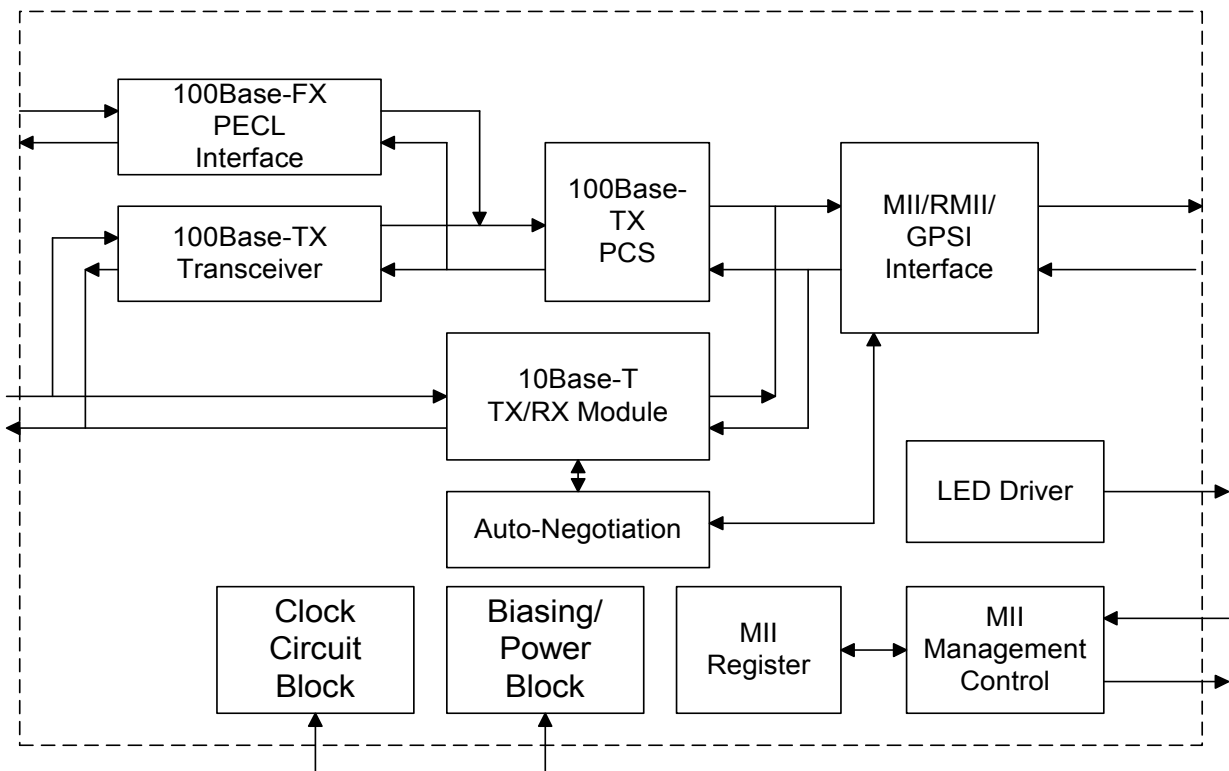 100Base-FX
PECL
Interface
100Base-TX
Transceiver
100Base-
TX
PCS
MII/RMII/
GPSI
Interface
10Base-T
TX/RX Module
Auto-Negotiation
LED Driver
Clock
Circuit
Block
Biasing/
Power
Block
MII
Register
MII
Management
Control